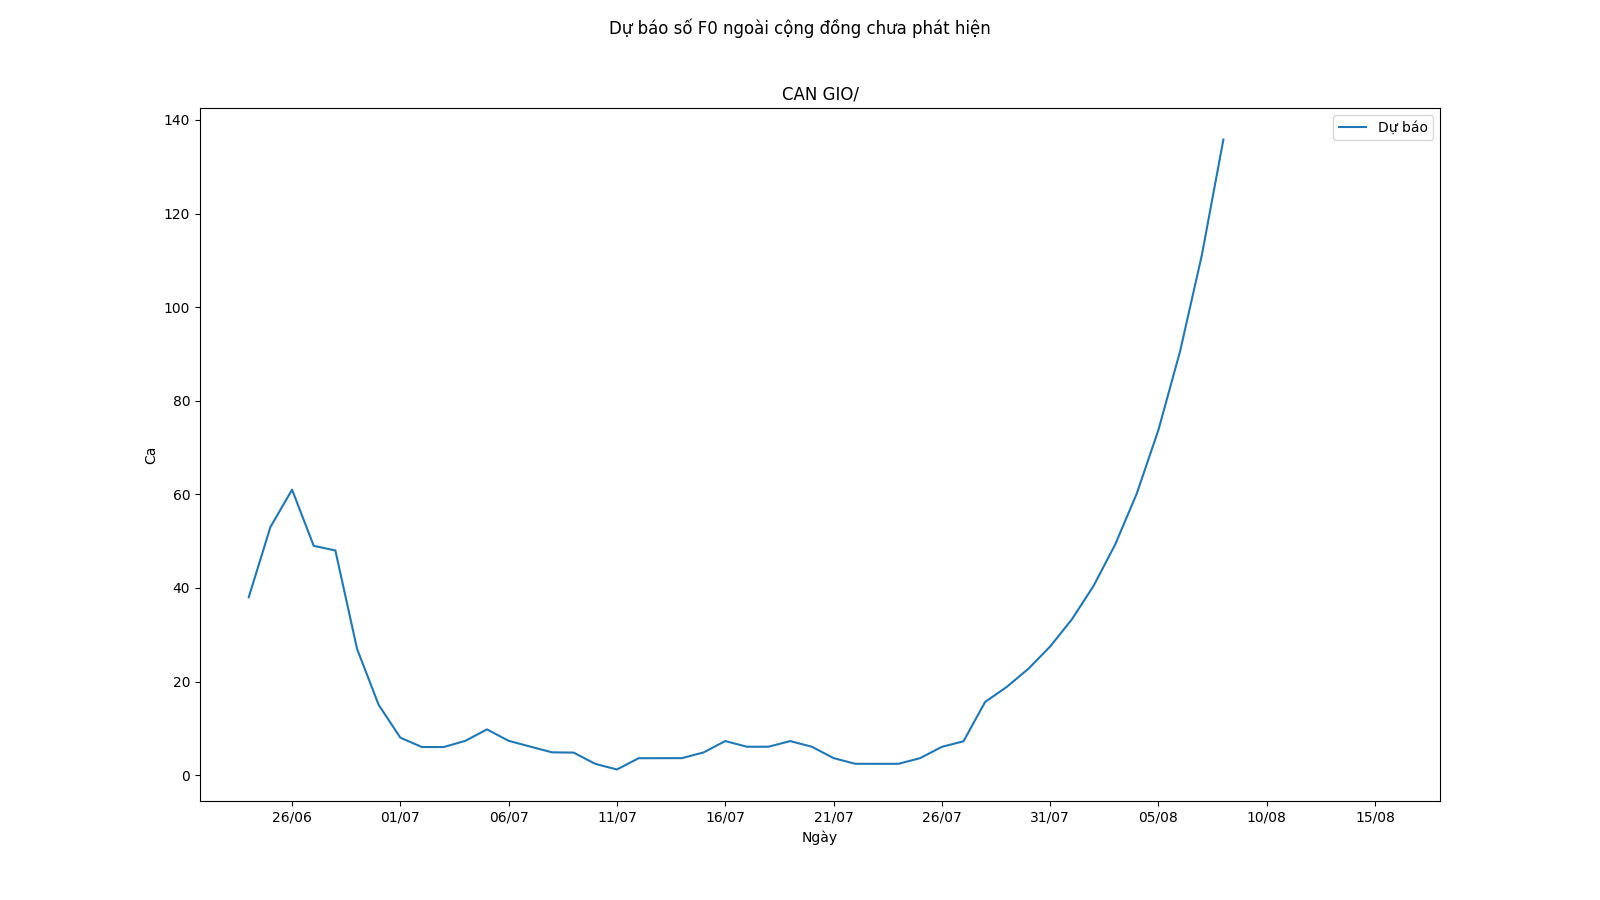 Dự báo số F0 ngoài cộng đồng chưa phát hiện
CAN GIO/
Dự báo
140
120
100
80
60
40
20
0
Ca
26/06 01/07 06/07 11/07 16/07 21/07 26/07 31/07 05/08 10/08 15/08
Ngày